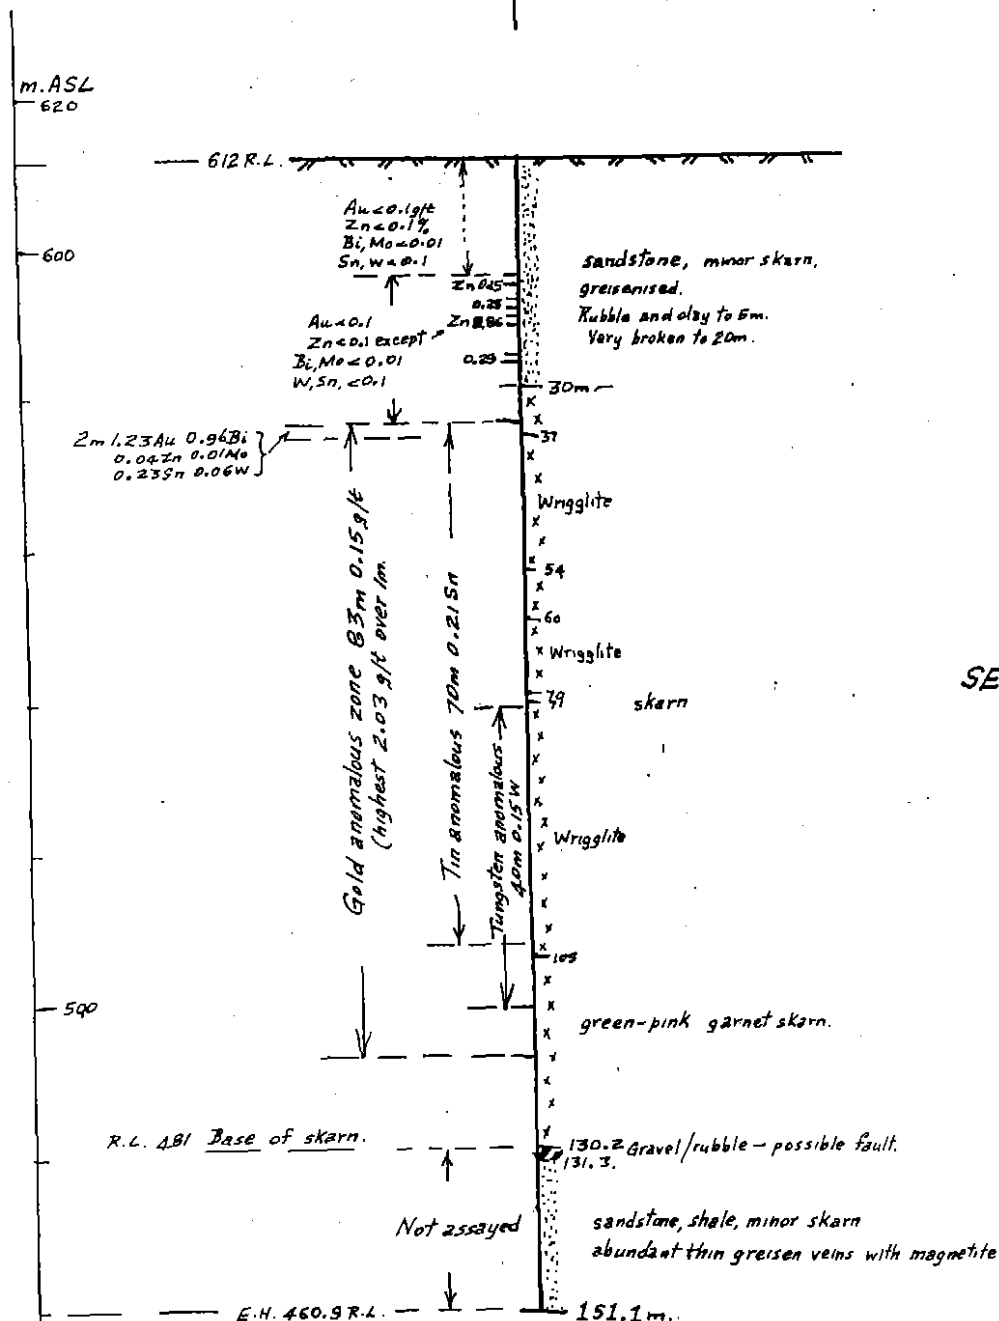 m.ASL
620
612 R.L.
Au<0.1g/t
Zn<0.1%
Bi, Mo<0.01
Sn, W<0.1
600
sandstone, minor skarn,
greisenised.
Rubble and clay to 5m.
Very broken to 20m.
0.25
Zn
0.29
Au<0.1
Zn<0.1 except
Bi, Mo<0.01
W, Sn, <0.1
30m
2m 1.23Au 0.96Bi
0.04Zn 0.01Mo
0.23Sn 0.06W
37
Wrigglite
54
60
Wrigglite
skarn
SE
Gold anomalous zone 83m 0.15g/t
(highest 2.03 g/t over 1m.
Tin anomalous 70m 0.21Sn
Tungsten anomalous
40m 0.15W
Wrigglite
500
green-pink garnet skarn.
R.L. 481 Base of skarn.
130.2 Gravel/rubble - possible fault.
131.3.
Not assayed
sandstone, shale, minor skarn
abundant thin greisen veins with magnetite
E.H. 460.9 R.L.
151.1m.